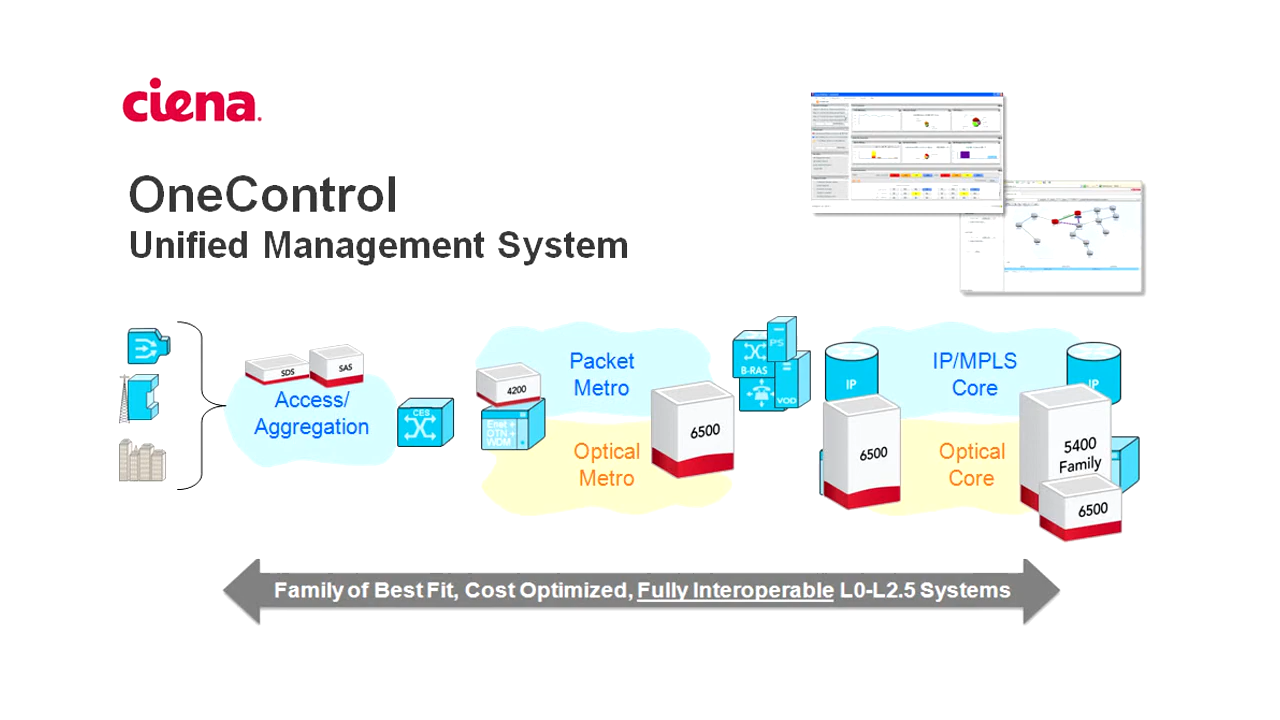 ciena.
OneControl
Unified Management System
SDS
SAS
Access/
Aggregation
CES
4200
Enet +
OTN +
WDM
Packet
Metro
Optical
Metro
6500
B-RAS
PS
VOD
IP
IP/MPLS
Core
IP
6500
Optical
Core
5400
Family
6500
Family of Best Fit, Cost Optimized, Fully Interoperable L0-L2.5 Systems